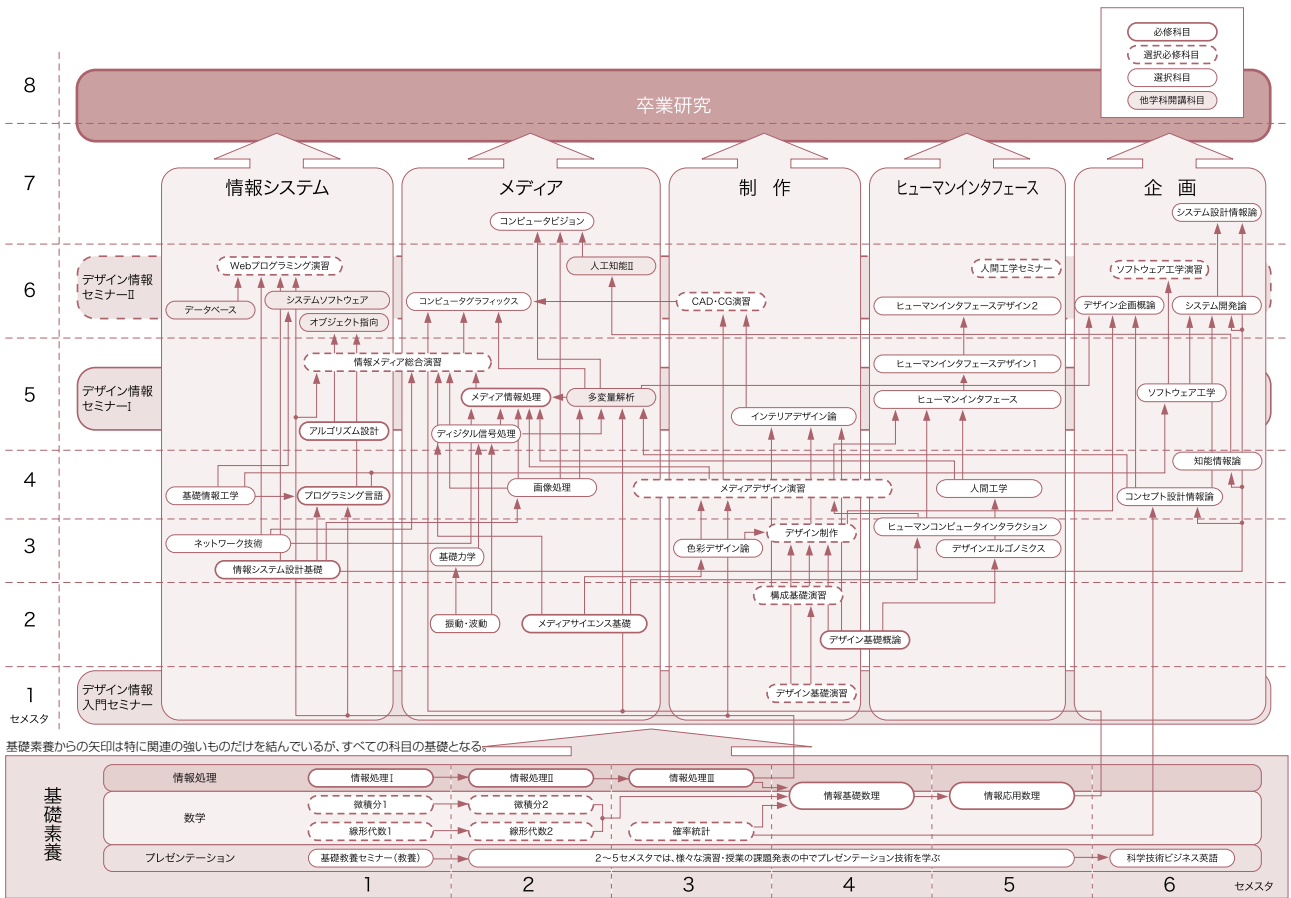 必修科目
選択必修科目
選択科目
他学科開講科目
8
卒業研究
7
情報システム
メディア
制 作
ヒューマンインタフェース
企 画
システム設計情報論
コンピュータビジョン
6
デザイン情報
セミナーII
Webプログラミング演習
人工知能II
人間工学セミナー
ソフトウェア工学演習
データベース
システムソフトウェア
オブジェクト指向
コンピュータグラフィックス
CAD・CG演習
ヒューマンインタフェースデザイン2
デザイン企画概論
システム開発論
5
デザイン情報
セミナーI
情報メディア総合演習
ヒューマンインタフェースデザイン1
メディア情報処理
多変量解析
ヒューマンインタフェース
ソフトウェア工学
インテリアデザイン論
アルゴリズム設計
ディジタル信号処理
4
知能情報論
基礎情報工学
プログラミング言語
画像処理
メディアデザイン演習
人間工学
コンセプト設計情報論
3
ネットワーク技術
基礎力学
色彩デザイン論
デザイン制作
ヒューマンコンピュータインタラクション
デザインエルゴノミクス
情報システム設計基礎
2
構成基礎演習
振動・波動
メディアサイエンス基礎
デザイン基礎概論
1
セメスタ
デザイン情報
入門セミナー
デザイン基礎演習
基礎素養からの矢印は特に関連の強いものだけを結んでいるが、すべての科目の基礎となる。
基礎素養
情報処理
情報処理I
情報処理II
情報処理III
数学
微積分1
微積分2
情報基礎数理
情報応用数理
線形代数1
線形代数2
確率統計
プレゼンテーション
基礎教養セミナー(教養)
2〜5セメスタでは、様々な演習・授業の課題発表の中でプレゼンテーション技術を学ぶ
科学技術ビジネス英語
1
2
3
4
5
6
セメスタ